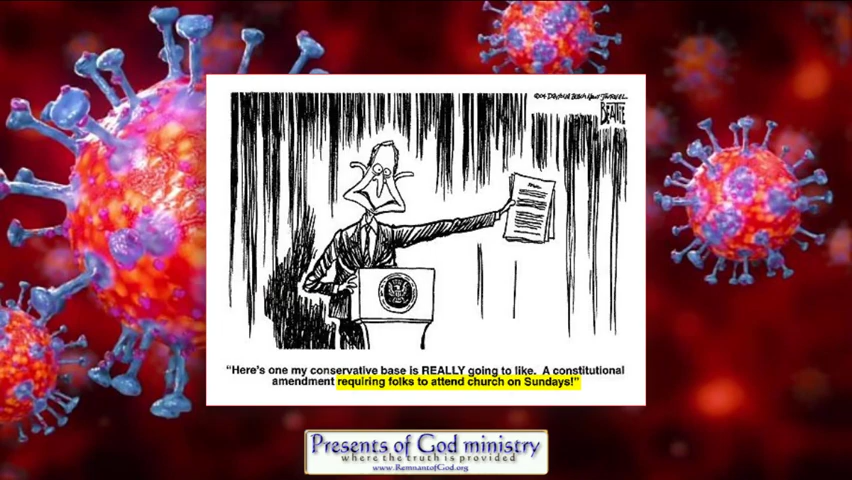 BEATTIE
"Here's one my conservative base is REALLY going to like. A constitutional
amendment requiring folks to attend church on Sundays!"
Presents of God ministry
where the truth is provided
www.RemnantofGod.org